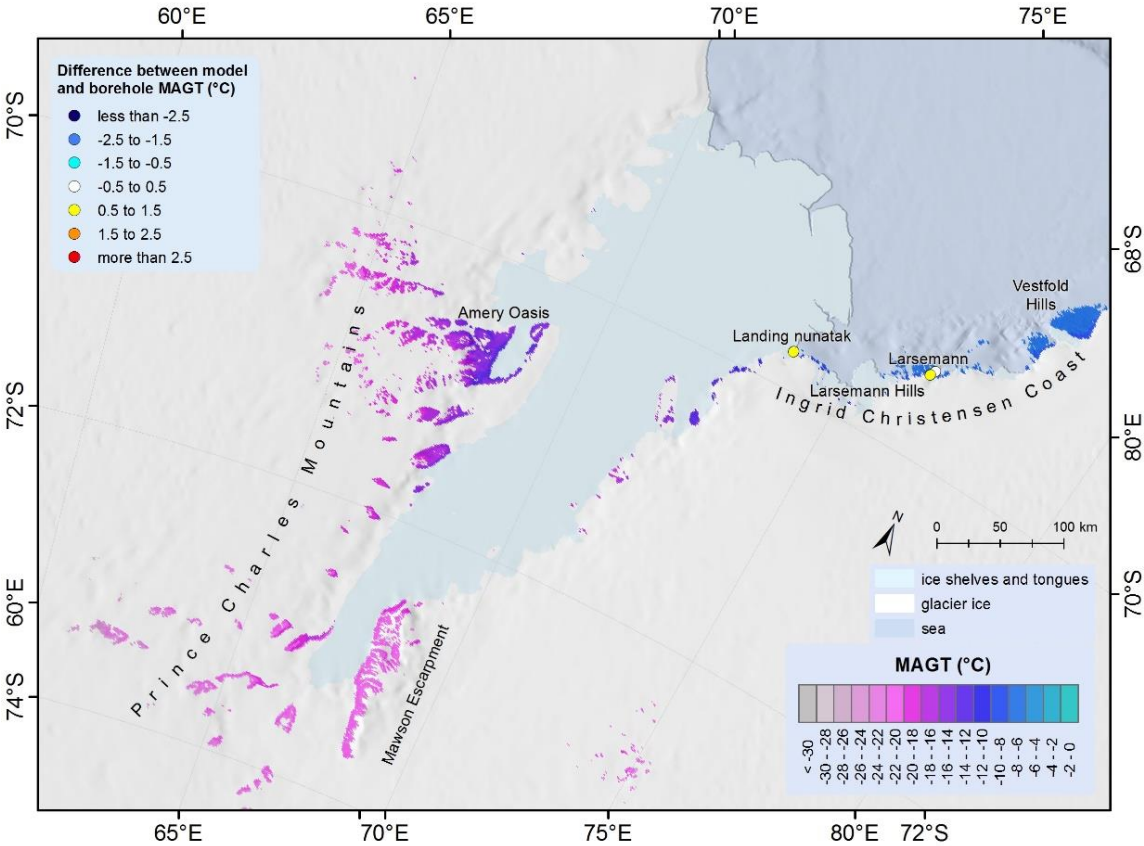 60°E
65°E
70°E
75°E
70°S
72°S
60°E
74°S
68°S
80°E
70°S
Difference between model
and borehole MAGT (°C)
less than -2.5
-2.5 to -1.5
-1.5 to -0.5
-0.5 to 0.5
0.5 to 1.5
1.5 to 2.5
more than 2.5
Amery Oasis
Vestfold
Hills
Landing nunatak
Larsemann
Larsemann Hills
Ingrid Christensen Coast
Prince Charles Mountains
Mawson Escarpment
N
0 50 100 km
ice shelves and tongues
glacier ice
sea
MAGT (°C)
< -30
-30 - -28
-28 - -26
-26 - -24
-24 - -22
-22 - -20
-20 - -18
-18 - -16
-16 - -14
-14 - -12
-12 - -10
-10 - -8
-8 - -6
-6 - -4
-4 - -2
-2 - 0
65°E
70°E
75°E
80°E
72°S